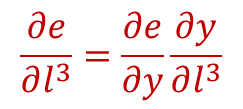 ∂e/∂l³ = ∂e/∂y ∂y/∂l³